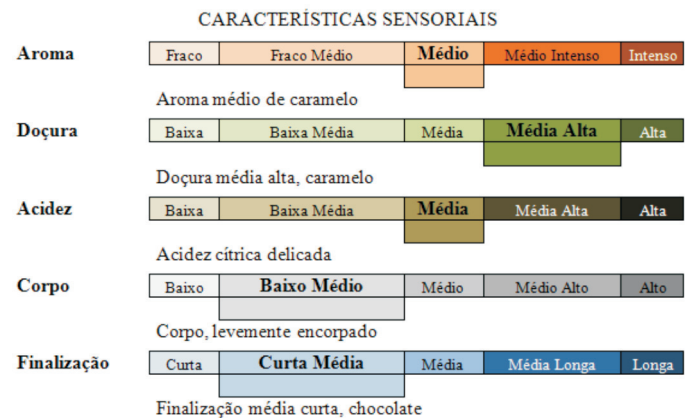 CARACTERÍSTICAS SENSORIAIS
Aroma Fraco Fraco Médio Médio Médio Intenso Intenso
Aroma médio de caramelo
Doçura Baixa Baixa Média Média Média Alta Alta
Doçura média alta, caramelo
Acidez Baixa Baixa Média Média Média Alta Alta
Acidez cítrica delicada
Corpo Baixo Baixo Médio Médio Médio Alto Alto
Corpo, levemente encorpado
Finalização Curta Curta Média Média Média Longa Longa
Finalização média curta, chocolate